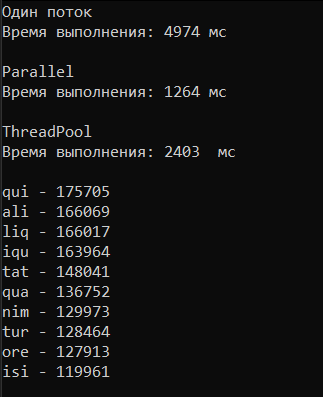 Один поток
Время выполнения: 4974 мс
Parallel
Время выполнения: 1264 мс
ThreadPool
Время выполнения: 2403  мс
qui - 175705
ali - 166069
liq - 166017
iqu - 163964
tat - 148041
qua - 136752
nim - 129973
tur - 128464
ore - 127913
isi - 119961